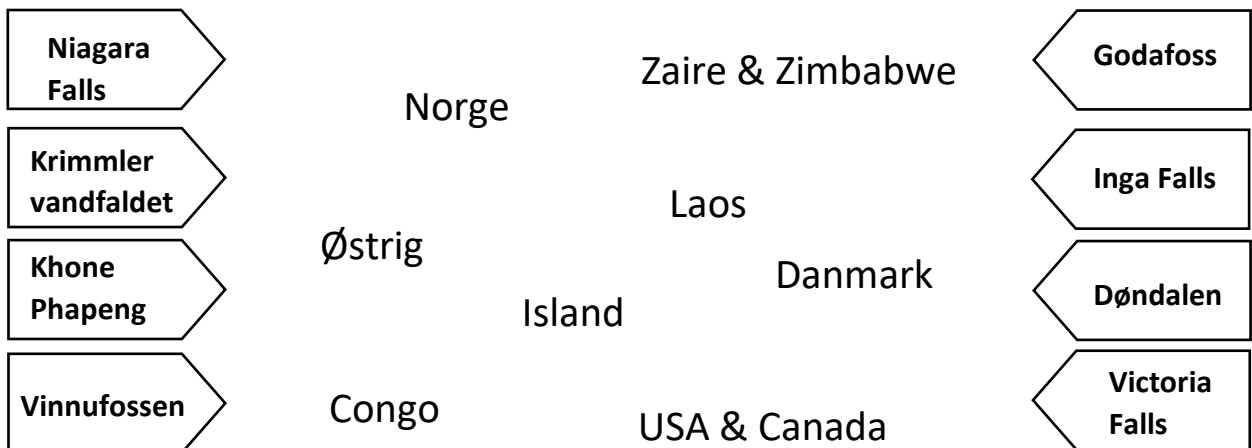 Niagara
Falls
Krimmler
vandfaldet
Khone
Phapeng
Vinnufossen
Norge
Zaire & Zimbabwe
Laos
Østrig
Danmark
Island
Congo
USA & Canada
Godafoss
Inga Falls
Døndalen
Victoria
Falls